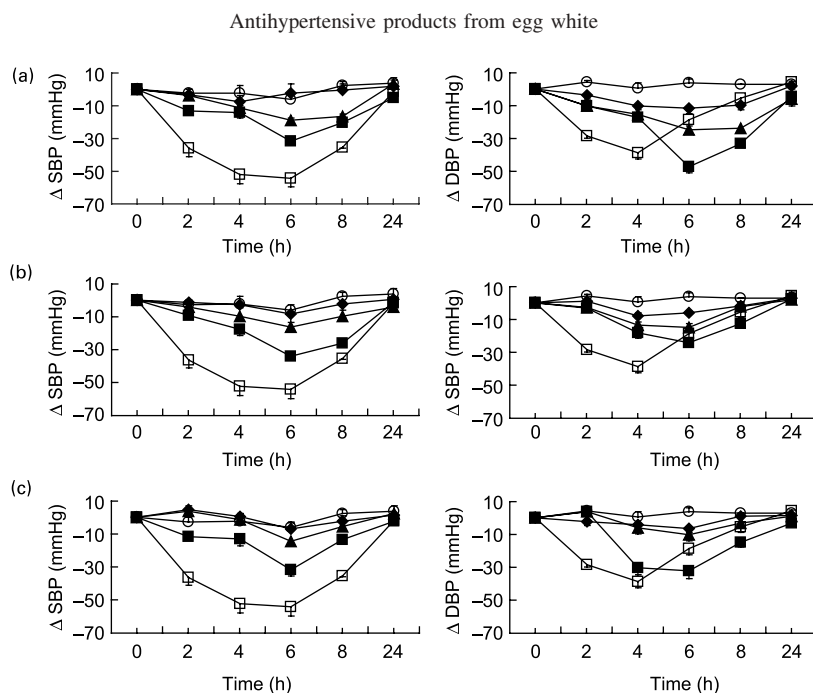 Antihypertensive products from egg white
(a)
Δ SBP (mmHg)
10
–10
–30
–50
–70
0 2 4 6 8 24
Time (h)
Δ DBP (mmHg)
10
–10
–30
–50
–70
0 2 4 6 8 24
Time (h)
(b)
Δ SBP (mmHg)
10
–10
–30
–50
–70
0 2 4 6 8 24
Time (h)
Δ SBP (mmHg)
10
–10
–30
–50
–70
0 2 4 6 8 24
Time (h)
(c)
Δ SBP (mmHg)
10
–10
–30
–50
–70
0 2 4 6 8 24
Time (h)
Δ DBP (mmHg)
10
–10
–30
–50
–70
0 2 4 6 8 24
Time (h)